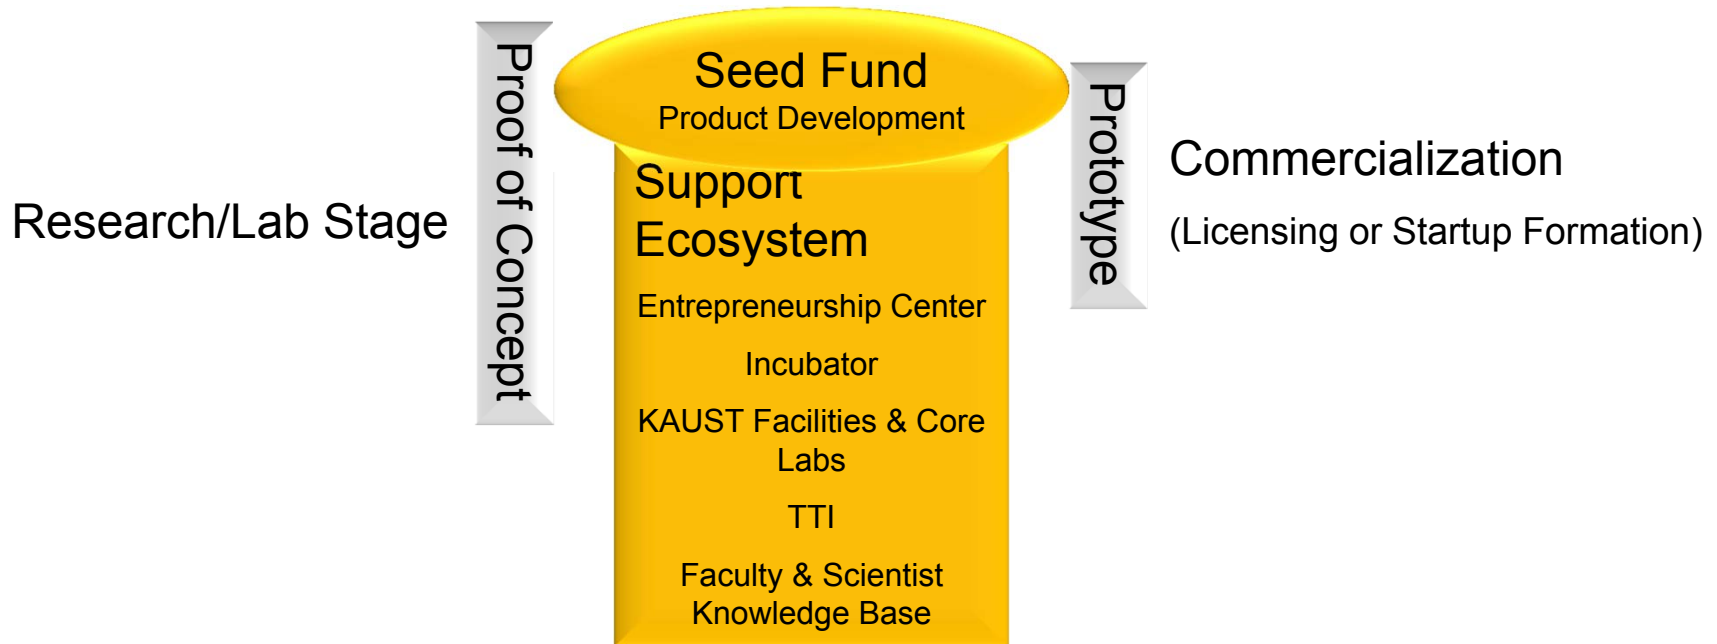 Research/Lab Stage
Proof of Concept
Seed Fund
Product Development
Support
Ecosystem
Entrepreneurship Center
Incubator
KAUST Facilities & Core
Labs
TTI
Faculty & Scientist
Knowledge Base
Prototype
Commercialization
(Licensing or Startup Formation)